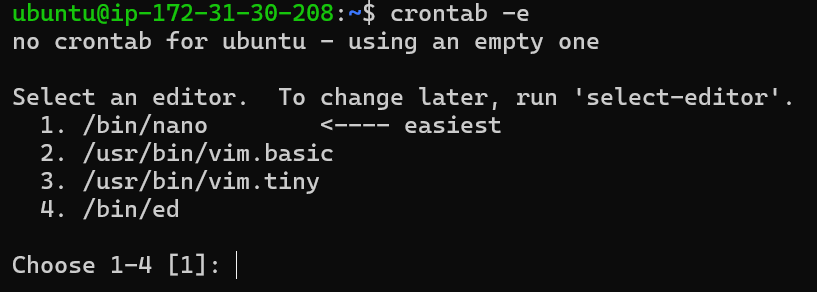 ubuntu@ip-172-31-30-208:~$ crontab -e
no crontab for ubuntu - using an empty one

Select an editor.  To change later, run 'select-editor'.
  1. /bin/nano        <---- easiest
  2. /usr/bin/vim.basic
  3. /usr/bin/vim.tiny
  4. /bin/ed

Choose 1-4 [1]: